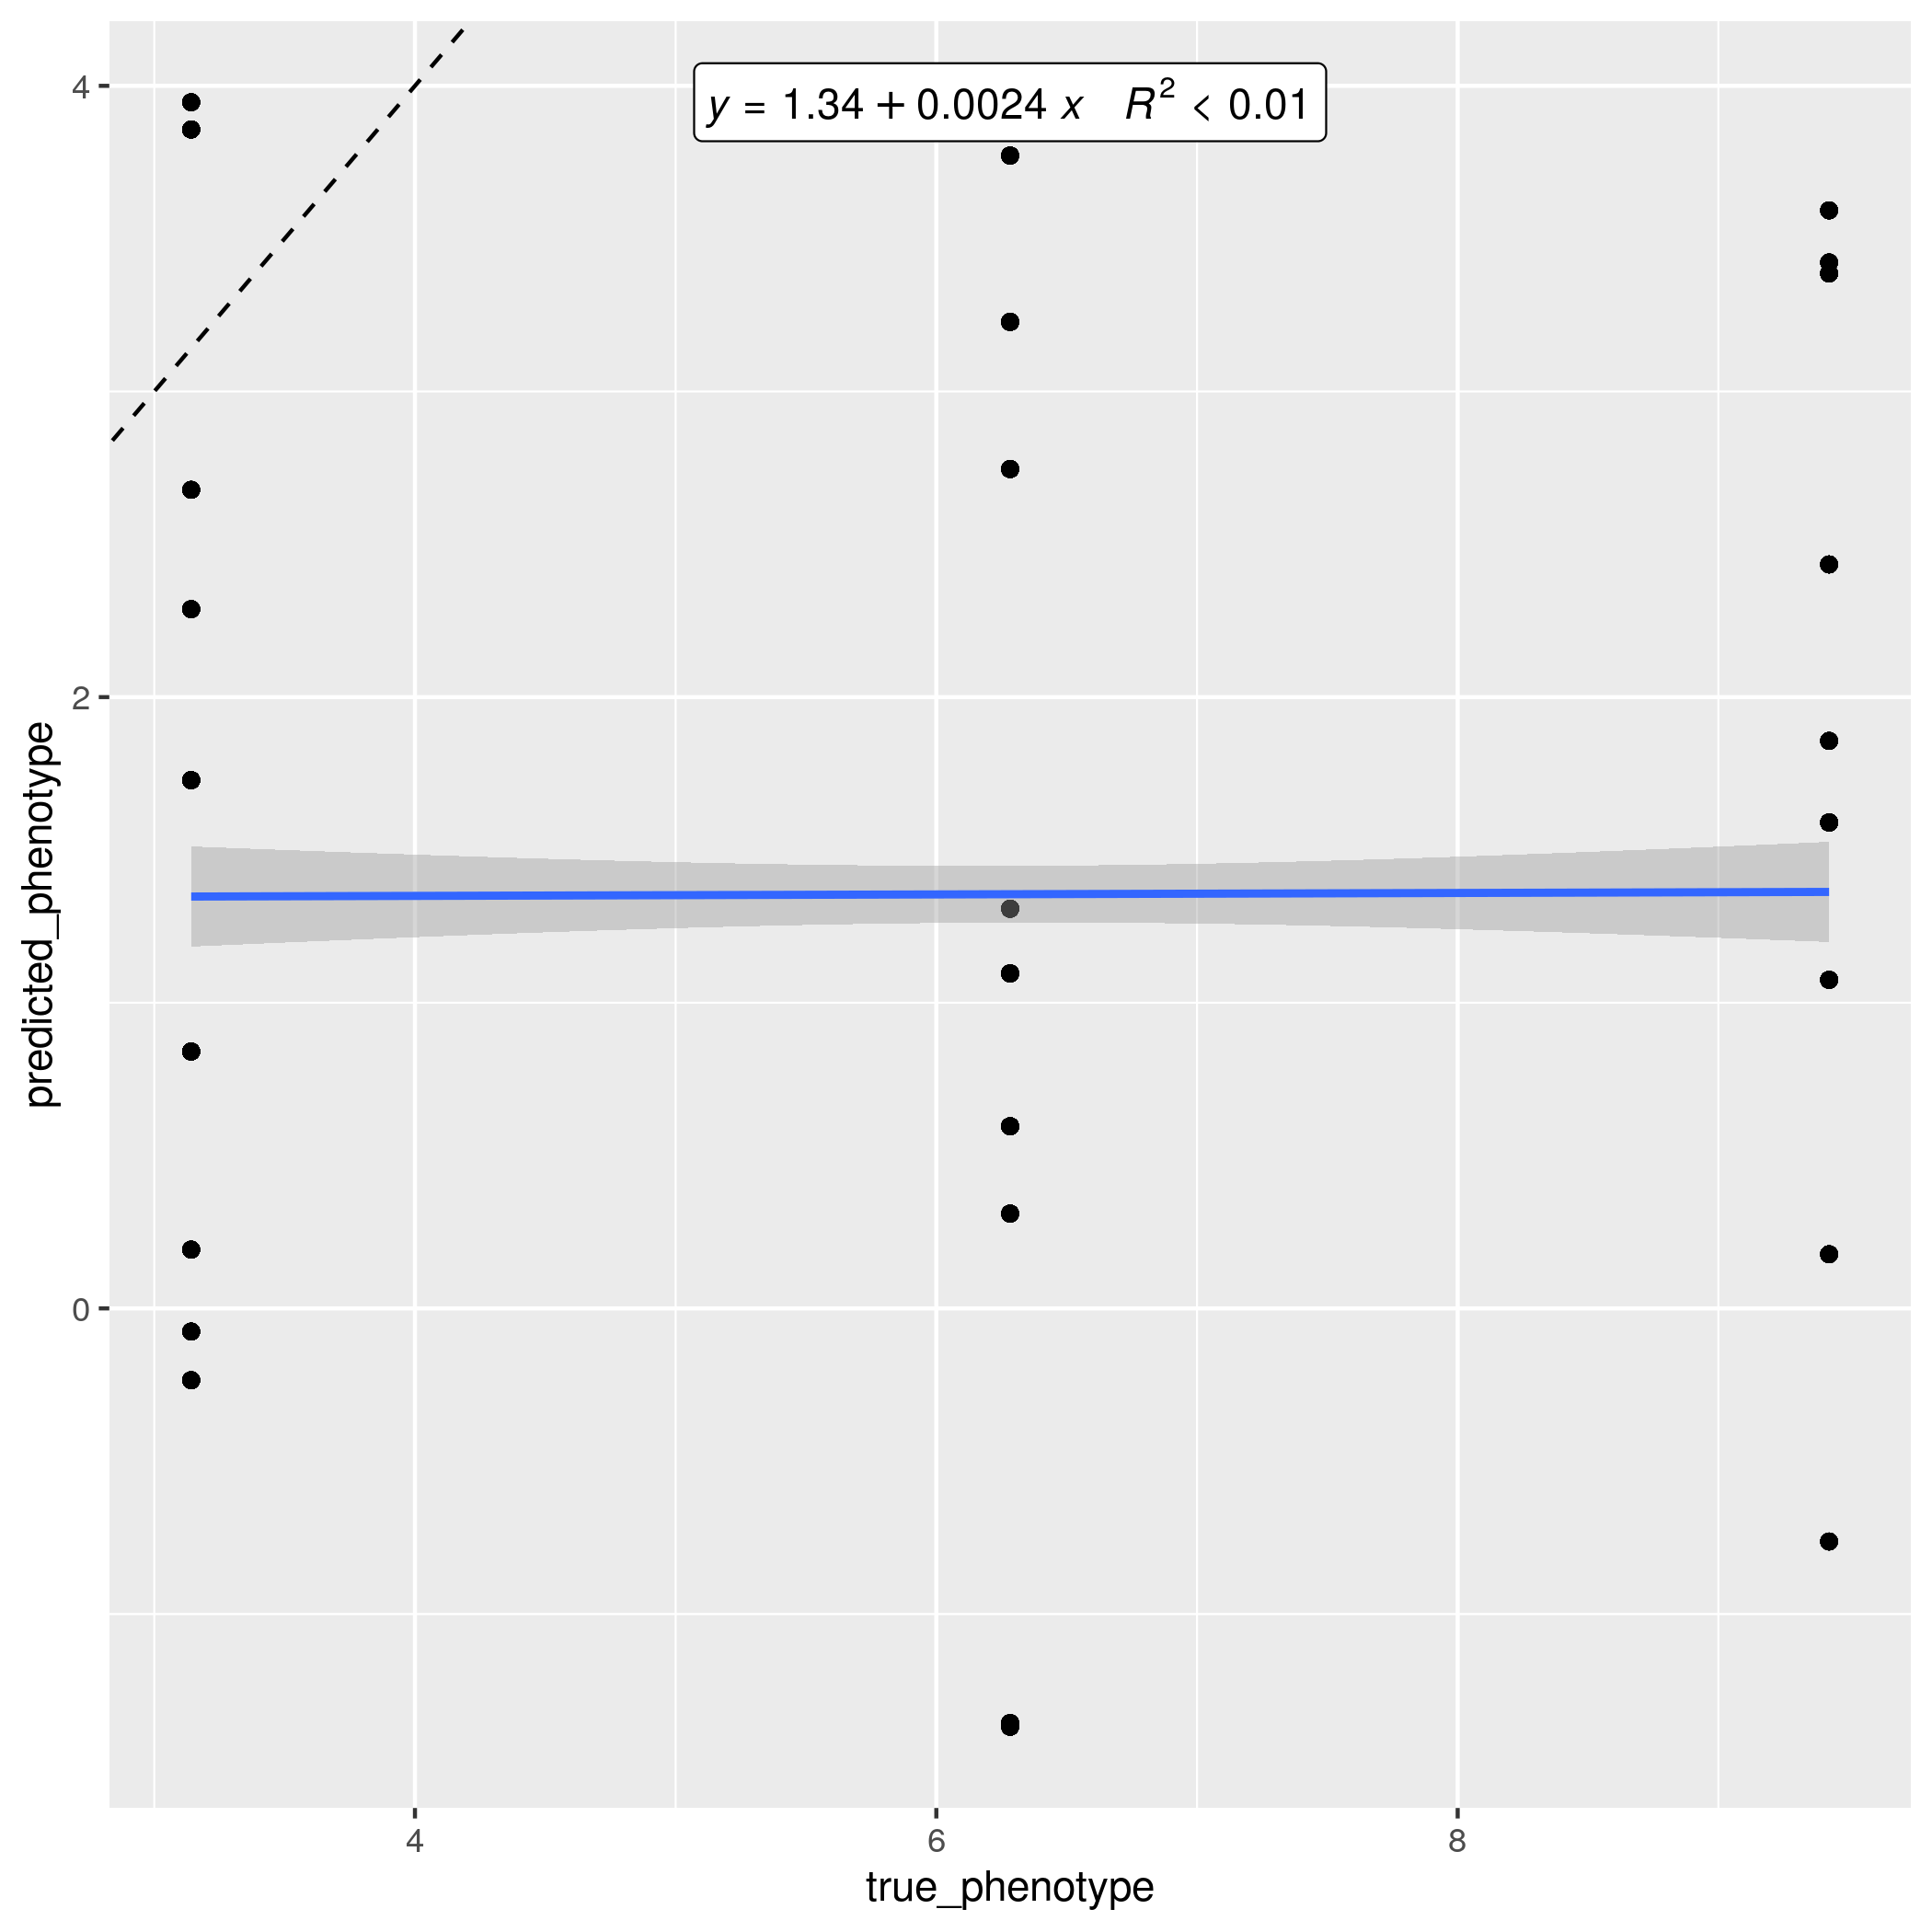 y = 1.34 + 0.0024 x R² < 0.01
4
2
0
predicted_phenotype
4 6 8
true_phenotype